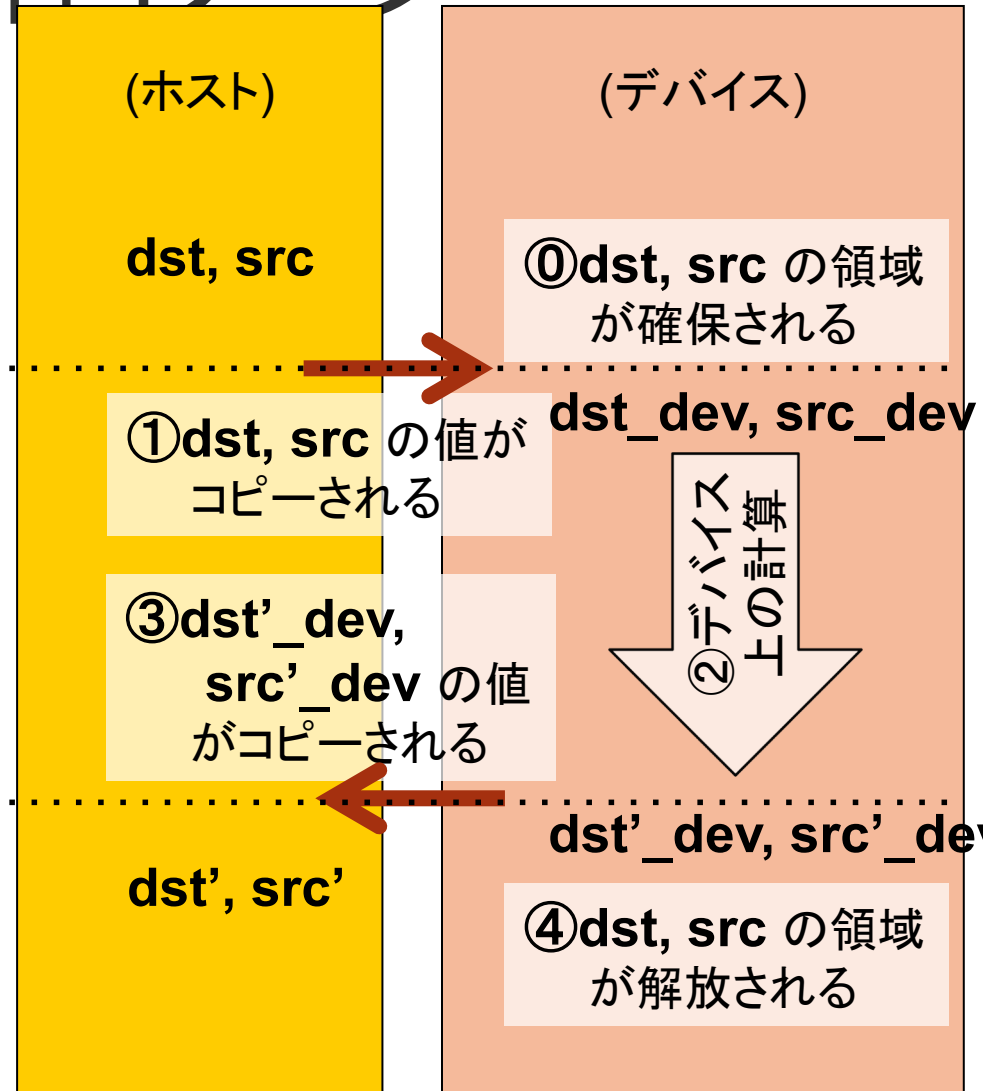 (ホスト)
(デバイス)
dst, src
⓪dst, src の領域
が確保される
①dst, src の値が
コピーされる
dst_dev, src_dev
②デバイス
上の計算
③dst’_dev,
src’_dev の値
がコピーされる
dst’_dev, src’_dev
dst’, src’
④dst, src の領域
が解放される